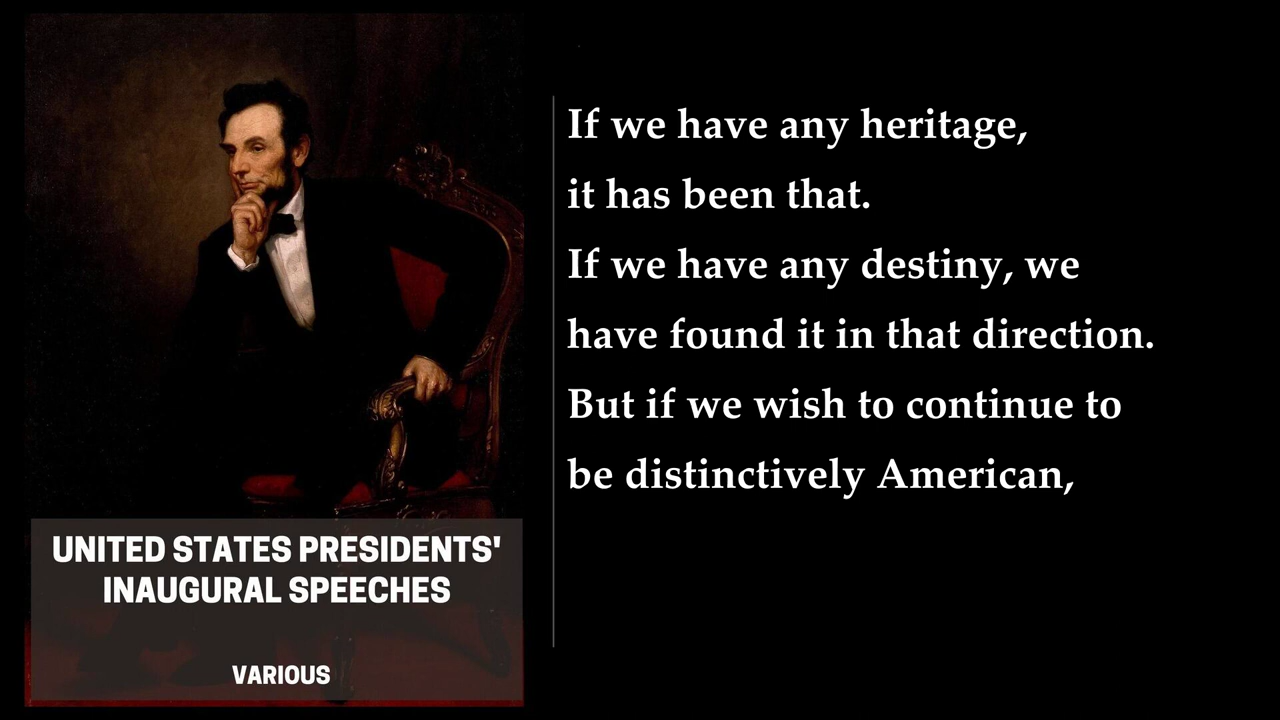 If we have any heritage,
it has been that.
If we have any destiny, we
have found it in that direction.
But if we wish to continue to
be distinctively American,
UNITED STATES PRESIDENTS'
INAUGURAL SPEECHES
VARIOUS